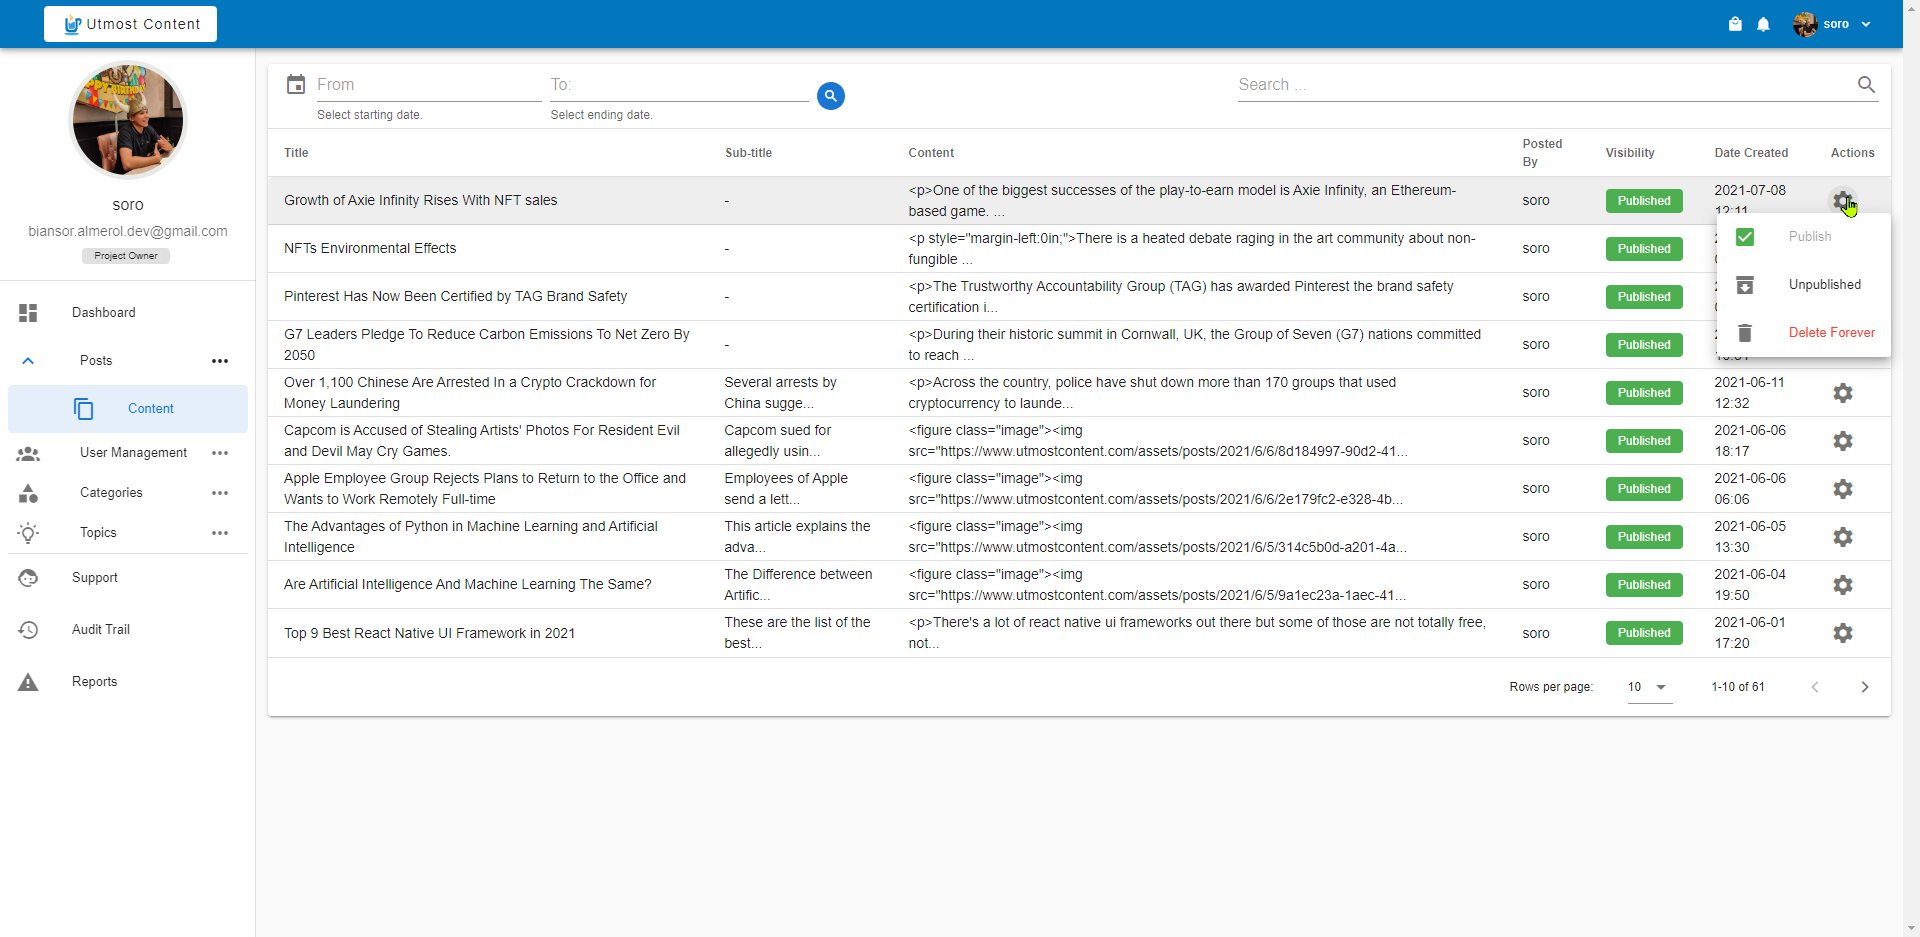 Utmost Content
soro
soro
biansor.almerol.dev@gmail.com
Project Owner
Dashboard
Posts
Content
User Management
Categories
Topics
Support
Audit Trail
Reports
From
Select starting date.
To:
Select ending date.
Search ...
Title Sub-title Content Posted By Visibility Date Created Actions
Growth of Axie Infinity Rises With NFT sales - <p>One of the biggest successes of the play-to-earn model is Axie Infinity, an Ethereum-
based game. ... soro Published 2021-07-08
12:11
NFTs Environmental Effects - <p style="margin-left:0in;">There is a heated debate raging in the art community about non-
fungible ... soro Published
Pinterest Has Now Been Certified by TAG Brand Safety - <p>The Trustworthy Accountability Group (TAG) has awarded Pinterest the brand safety
certification i... soro Published
G7 Leaders Pledge To Reduce Carbon Emissions To Net Zero By
2050 - <p>During their historic summit in Cornwall, UK, the Group of Seven (G7) nations committed
to reach ... soro Published
Publish
Unpublished
Delete Forever
Over 1,100 Chinese Are Arrested In a Crypto Crackdown for
Money Laundering
Several arrests by
China sugge...
<p>Across the country, police have shut down more than 170 groups that used
cryptocurrency to launde...
soro Published 2021-06-11
12:32
Capcom is Accused of Stealing Artists' Photos For Resident Evil
and Devil May Cry Games.
Capcom sued for
allegedly usin...
<figure class="image"><img
src="https://www.utmostcontent.com/assets/posts/2021/6/6/8d184997-90d2-41...
soro Published 2021-06-06
18:17
Apple Employee Group Rejects Plans to Return to the Office and
Wants to Work Remotely Full-time
Employees of Apple
send a lett...
<figure class="image"><img
src="https://www.utmostcontent.com/assets/posts/2021/6/6/2e179fc2-e328-4b...
soro Published 2021-06-06
06:06
The Advantages of Python in Machine Learning and Artificial
Intelligence
This article explains the
adva...
<figure class="image"><img
src="https://www.utmostcontent.com/assets/posts/2021/6/5/314c5b0d-a201-4a...
soro Published 2021-06-05
13:30
Are Artificial Intelligence And Machine Learning The Same?
The Difference between
Artific...
<figure class="image"><img
src="https://www.utmostcontent.com/assets/posts/2021/6/5/9a1ec23a-1aec-41...
soro Published 2021-06-04
19:50
Top 9 Best React Native UI Framework in 2021
These are the list of the
best...
<p>There's a lot of react native ui frameworks out there but some of those are not totally free,
not...
soro Published 2021-06-01
17:20
Rows per page: 10 1-10 of 61